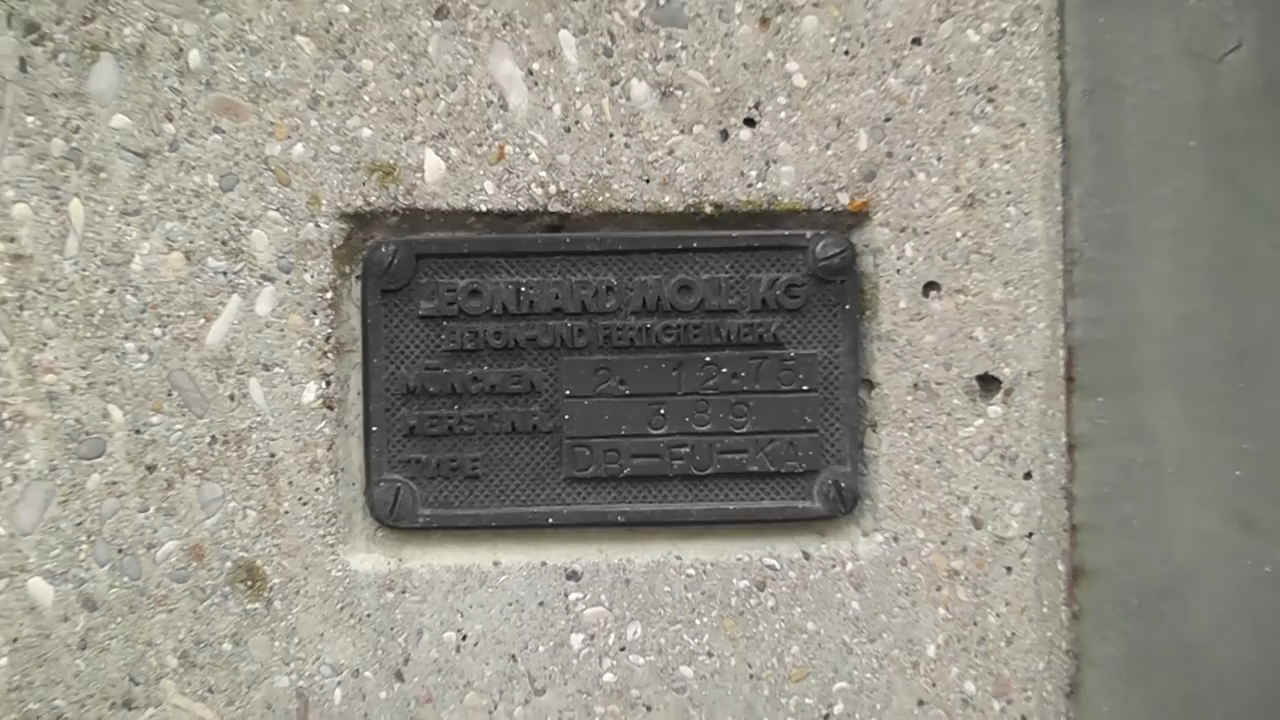 LEONHARD MOLL KG
BETON-UND FERTIGTEILWERK
MÜNCHEN 2. 12.75
HERST.NR. 389
TYPE DB-FU-KA